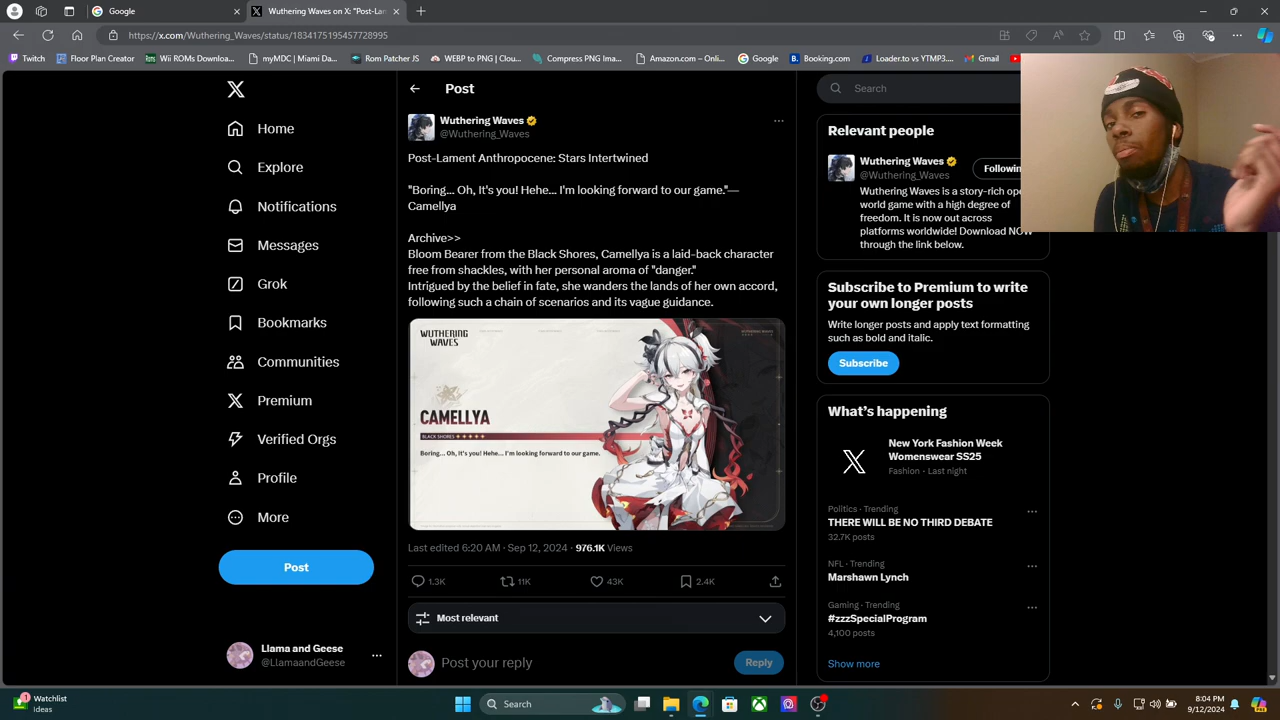 Google
Wuthering Waves on X: "Post-Lan
https://x.com/Wuthering_Waves/status/1834175195457728995
Twitch
Floor Plan Creator
Wii ROMs Downloa...
myMDC | Miami Da...
Rom Patcher JS
WEBP to PNG | Clou...
Compress PNG Ima...
Amazon.com – Onli...
Google
Booking.com
Loader.to vs YTMP3....
Gmail
X
Home
Explore
Notifications
Messages
Grok
Bookmarks
Communities
Premium
Verified Orgs
Profile
More
Post
Llama and Geese
@LlamaandGeese
Post
Wuthering Waves
@Wuthering_Waves
Post-Lament Anthropocene: Stars Intertwined
"Boring... Oh, It's you! Hehe... I'm looking forward to our game."—
Camellya
Archive>>
Bloom Bearer from the Black Shores, Camellya is a laid-back character
free from shackles, with her personal aroma of "danger."
Intrigued by the belief in fate, she wanders the lands of her own accord,
following such a chain of scenarios and its vague guidance.
WUTHERING
WAVES
CAMELLYA
BLACK SHORES
Boring... Oh, It's you! Hehe... I'm looking forward to our game.
Last edited 6:20 AM · Sep 12, 2024 · 976.1K Views
1.3K
11K
43K
2.4K
Most relevant
Post your reply
Reply
Search
Relevant people
Wuthering Waves
@Wuthering_Waves
Followin
Wuthering Waves is a story-rich ope
world game with a high degree of
freedom. It is now out across
platforms worldwide! Download NOW
through the link below.
Subscribe to Premium to write
your own longer posts
Write longer posts and apply text formatting
such as bold and italic.
Subscribe
What's happening
New York Fashion Week
Womenswear SS25
Fashion · Last night
Politics · Trending
THERE WILL BE NO THIRD DEBATE
32.7K posts
NFL · Trending
Marshawn Lynch
Gaming · Trending
#zzzSpecialProgram
4,100 posts
Show more
1
Watchlist
Ideas
Search
8:04 PM
9/12/2024